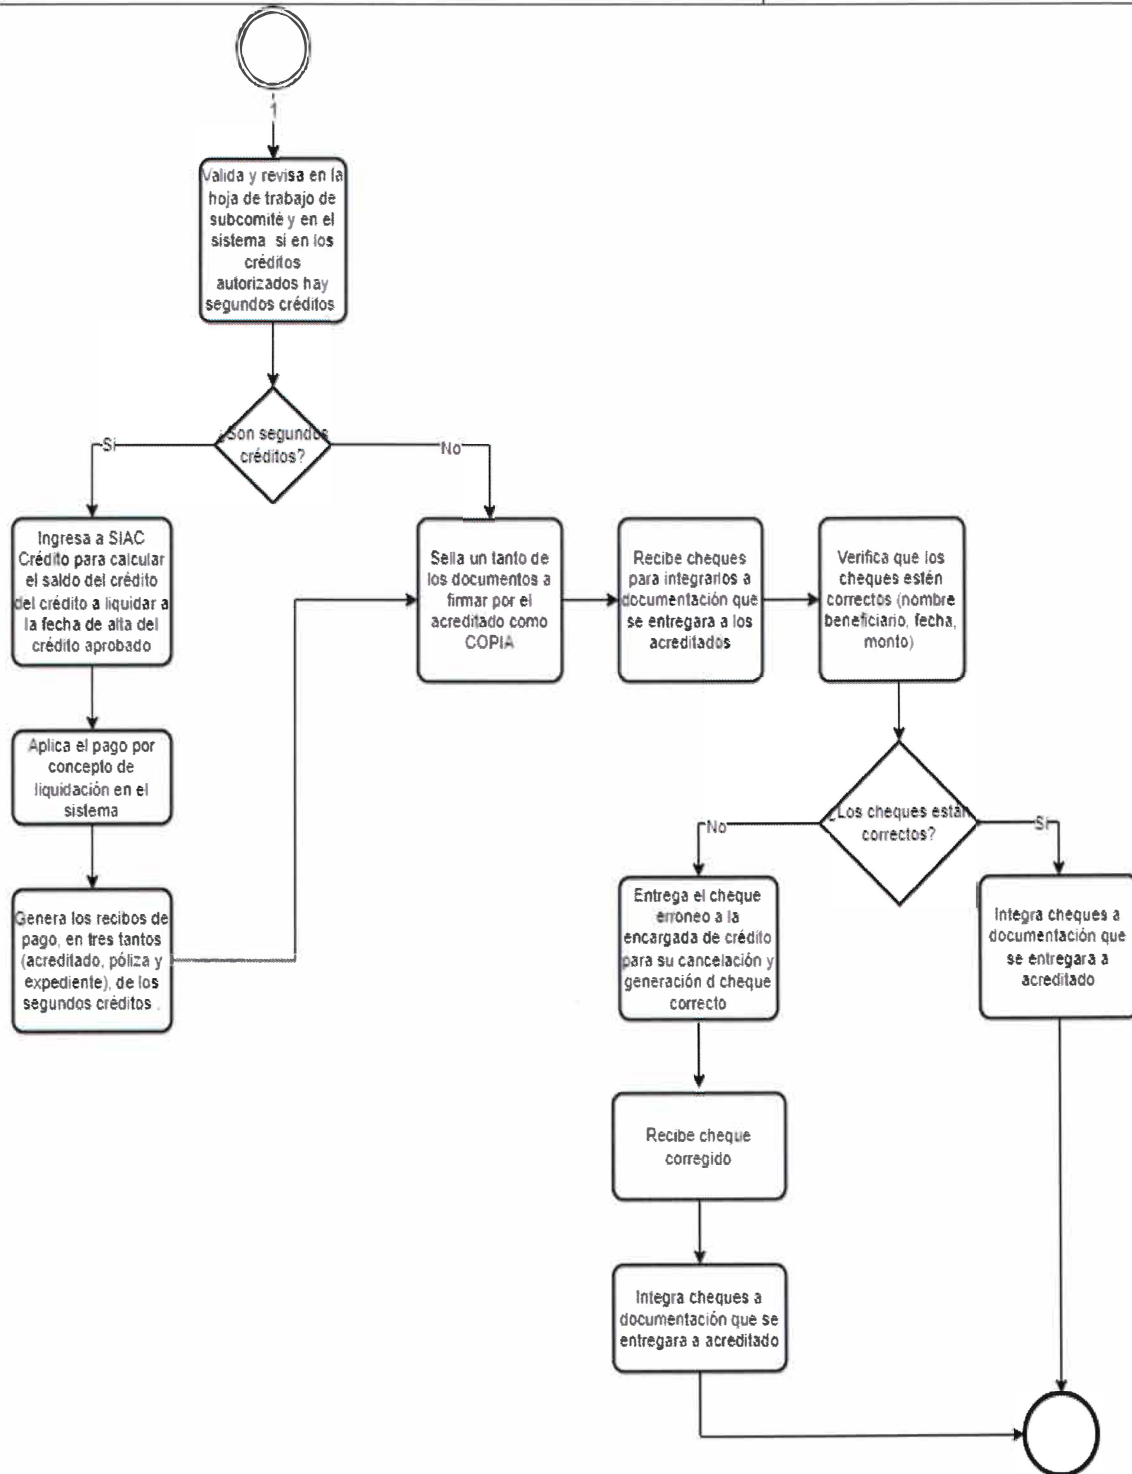 1
Valida y revisa en la
hoja de trabajo de
subcomité y en el
sistema si en los
créditos
autorizados hay
segundos créditos
¿Son segundos
créditos?
Si
No
Ingresa a SIAC
Crédito para calcular
el saldo del crédito
del crédito a liquidar a
la fecha de alta del
crédito aprobado
Sella un tanto de
los documentos a
firmar por el
acreditado como
COPIA
Recibe cheques
para integrarlos a
documentación que
se entregara a los
acreditados
Verifica que los
cheques estén
correctos (nombre
beneficiario, fecha,
monto)
Aplica el pago por
concepto de
liquidación en el
sistema
¿Los cheques están
correctos?
No
Si
Genera los recibos de
pago, en tres tantos
(acreditado, póliza y
expediente), de los
segundos créditos .
Entrega el cheque
erroneo a la
encargada de crédito
para su cancelación y
generación d cheque
correcto
Integra cheques a
documentación que
se entregara a
acreditado
Recibe cheque
corregido
Integra cheques a
documentación que se
entregara a acreditado